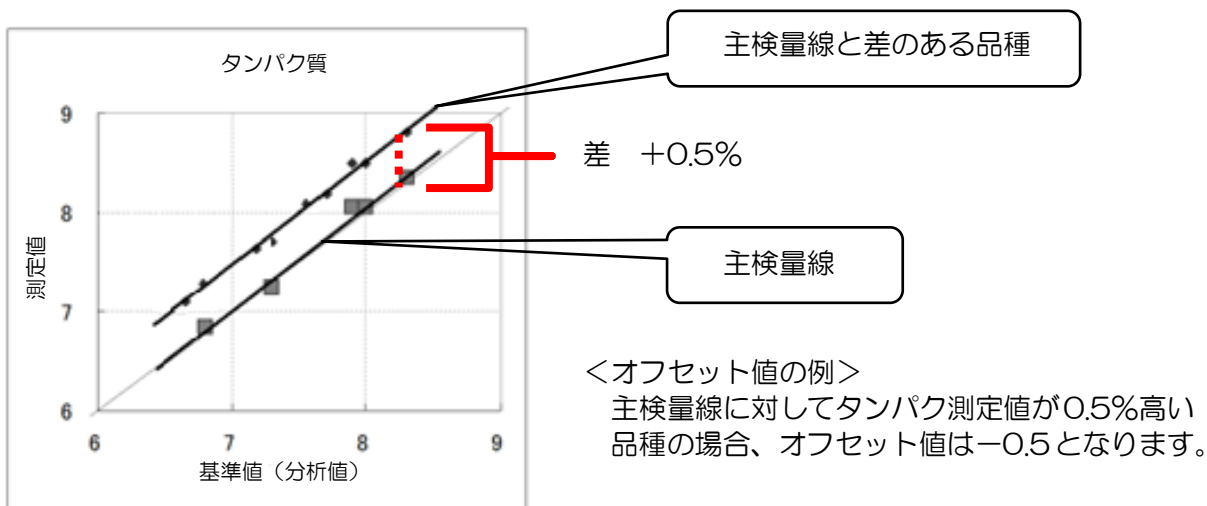 主検量線と差のある品種
タンパク質
9
差 +0.5%
8
主検量線
測定値
7
<オフセット値の例>
主検量線に対してタンパク測定値が0.5%高い
品種の場合、オフセット値は−0.5となります。
6
6 7 8 9
基準値(分析値)